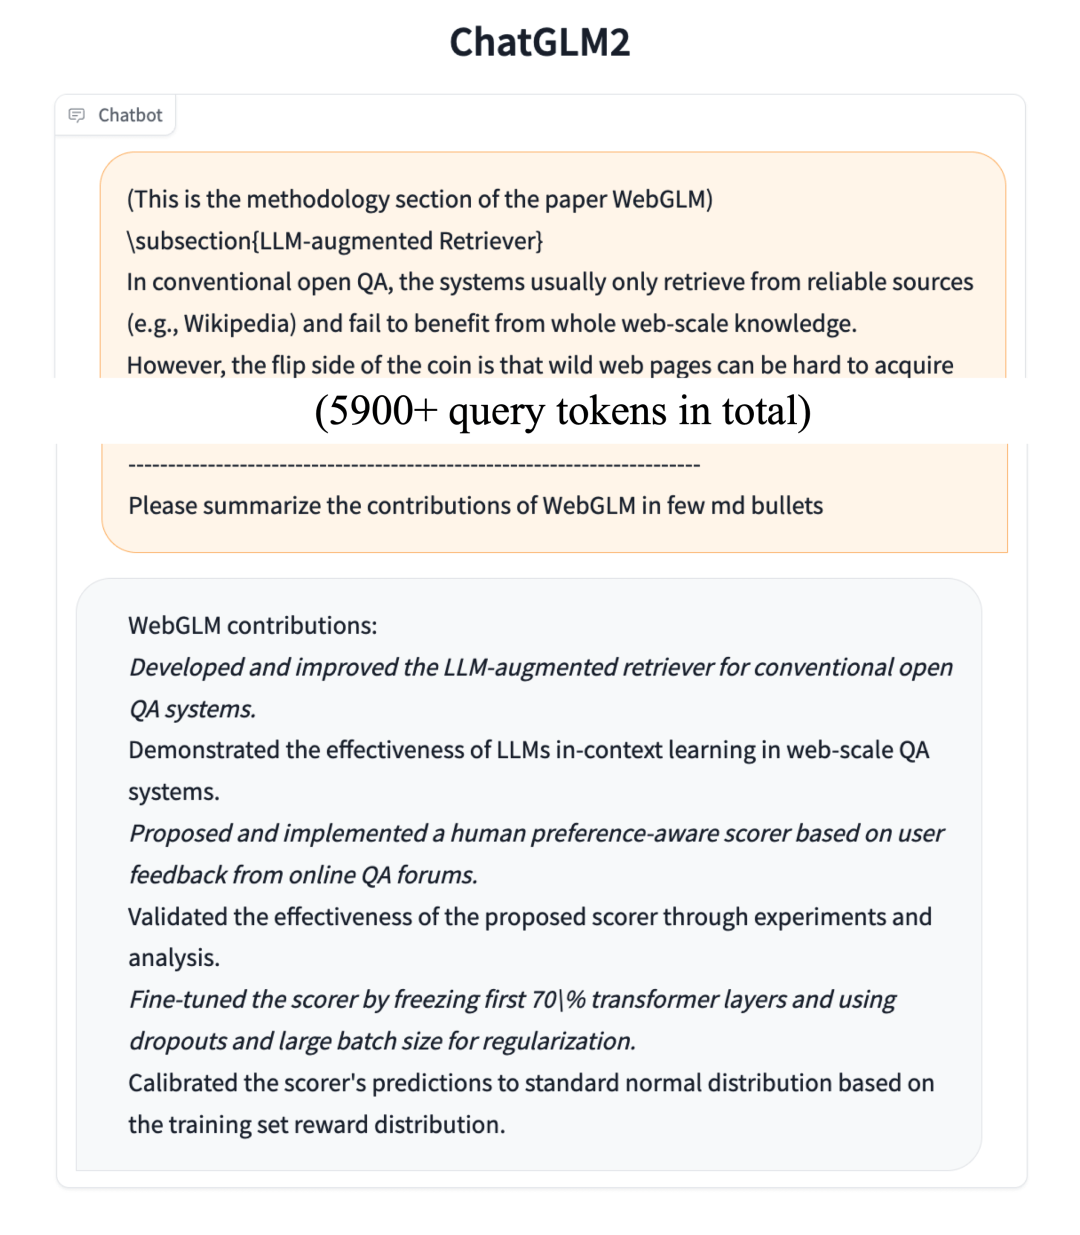 ChatGLM2
Chatbot
(This is the methodology section of the paper WebGLM)
\subsection{LLM-augmented Retriever}
In conventional open QA, the systems usually only retrieve from reliable sources
(e.g., Wikipedia) and fail to benefit from whole web-scale knowledge.
However, the flip side of the coin is that wild web pages can be hard to acquire
(5900+ query tokens in total)
------------------------------------------------------------------------
Please summarize the contributions of WebGLM in few md bullets
WebGLM contributions:
Developed and improved the LLM-augmented retriever for conventional open
QA systems.
Demonstrated the effectiveness of LLMs in-context learning in web-scale QA
systems.
Proposed and implemented a human preference-aware scorer based on user
feedback from online QA forums.
Validated the effectiveness of the proposed scorer through experiments and
analysis.
Fine-tuned the scorer by freezing first 70\% transformer layers and using
dropouts and large batch size for regularization.
Calibrated the scorer's predictions to standard normal distribution based on
the training set reward distribution.